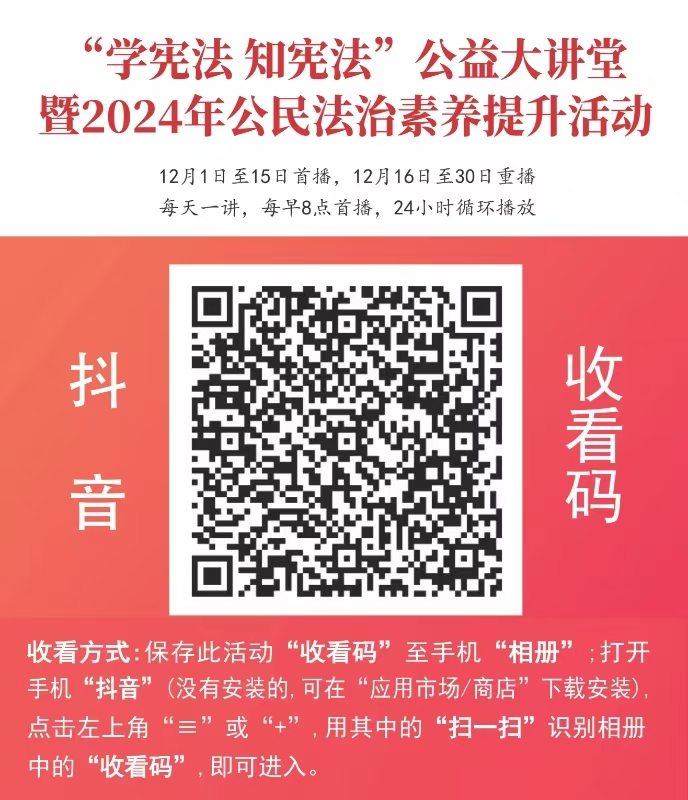 “学宪法 知宪法”公益大讲堂
暨2024年公民法治素养提升活动
12月1日至15日首播，12月16日至30日重播
每天一讲，每早8点首播，24小时循环播放
抖音
收看码
收看方式:保存此活动“收看码”至手机“相册”;打开
手机“抖音”(没有安装的,可在“应用市场/商店”下载安装),
点击左上角“≡”或“+”,用其中的“扫一扫”识别相册
中的“收看码”,即可进入。